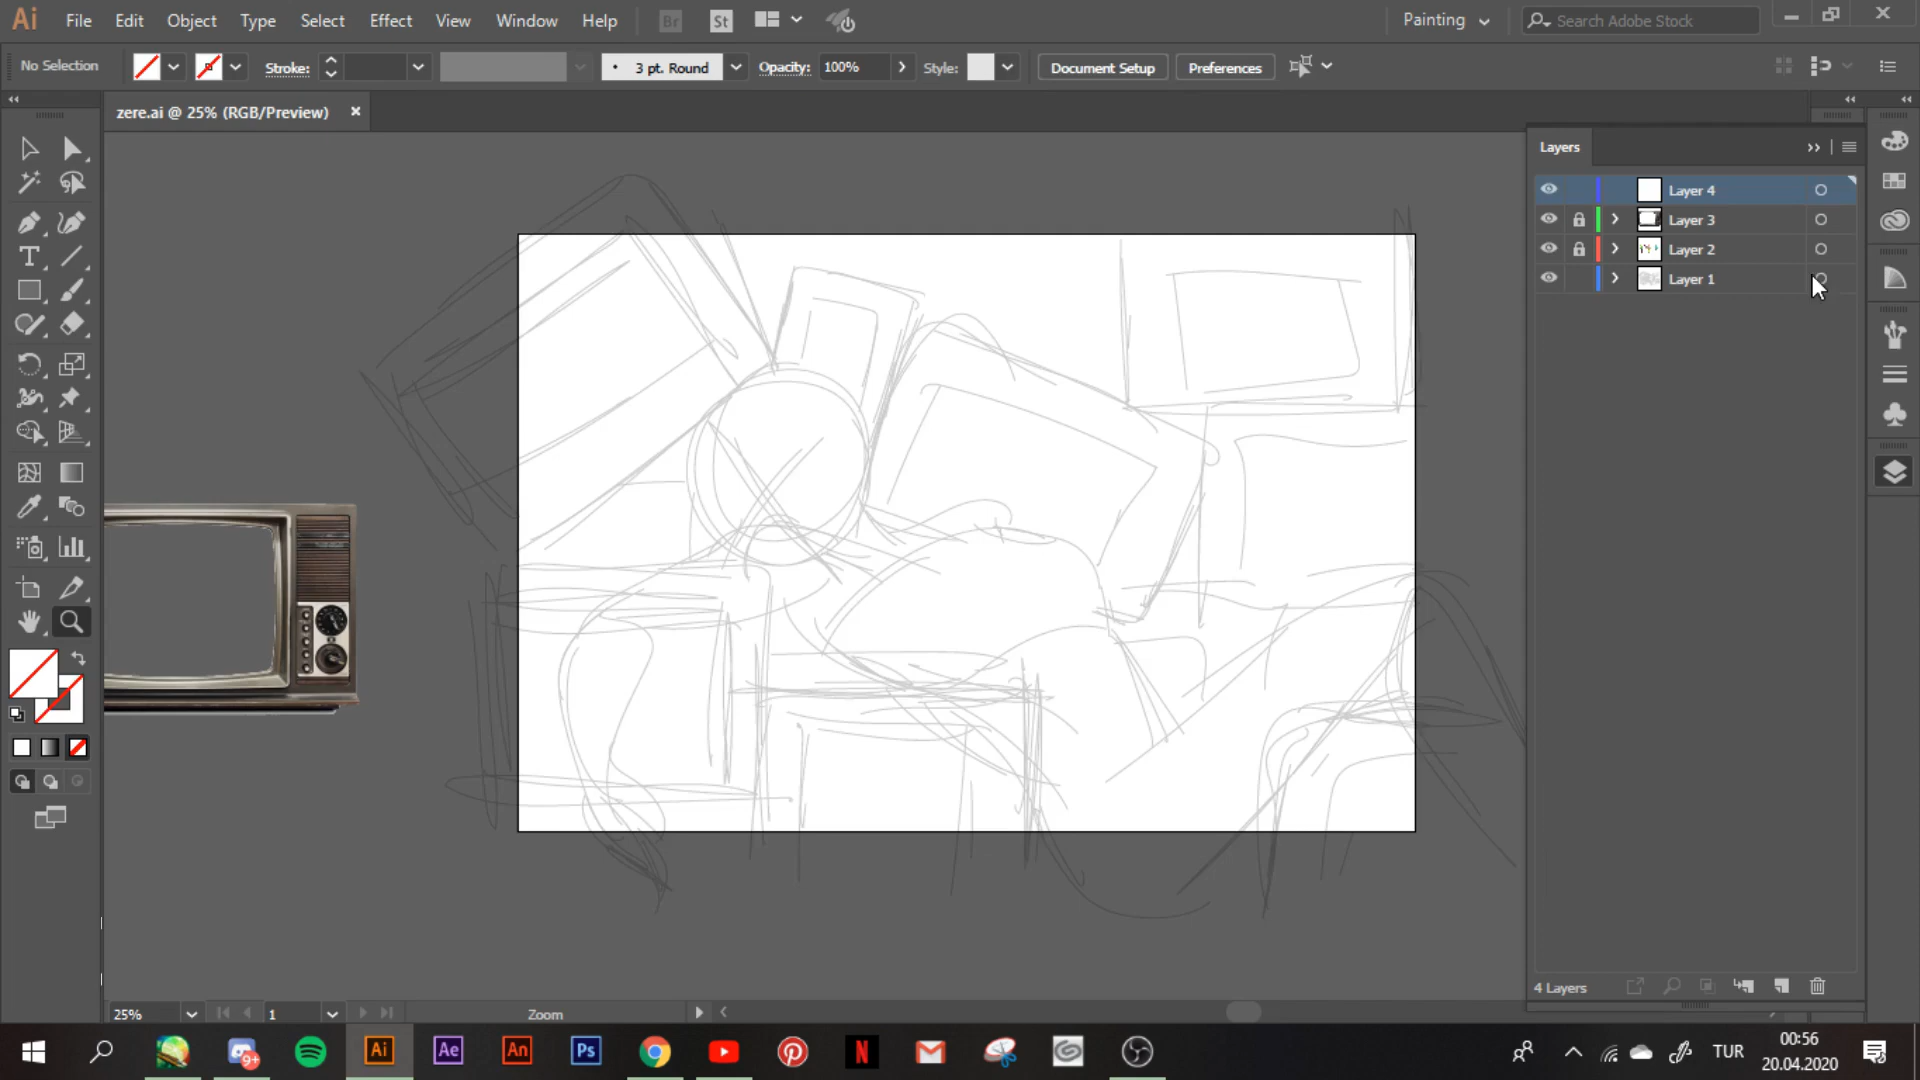 Ai File Edit Object Type Select Effect View Window Help Br St Painting Search Adobe Stock
No Selection Stroke: 3 pt. Round Opacity: 100% Style: Document Setup Preferences
zere.ai @ 25% (RGB/Preview)
Layers
Layer 4
Layer 3
Layer 2
Layer 1
4 Layers
25% 1 Zoom
Ai Ae An Ps N TUR 00:56
20.04.2020
9+